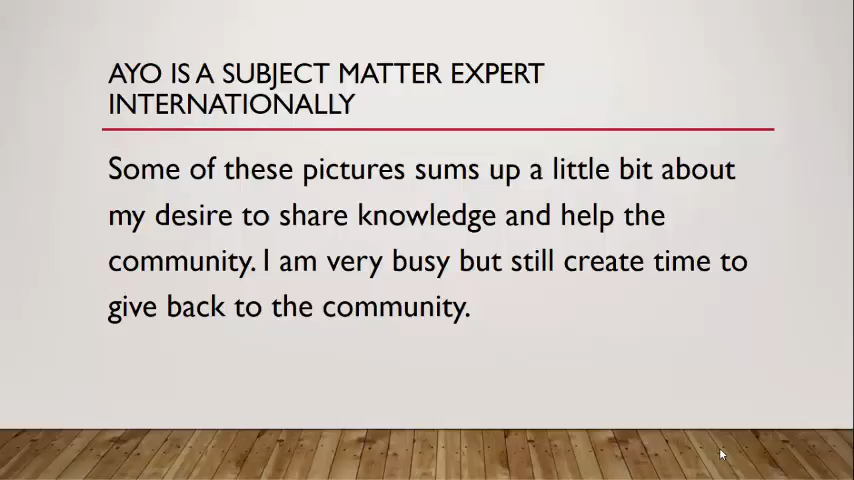 AYO IS A SUBJECT MATTER EXPERT
INTERNATIONALLY
Some of these pictures sums up a little bit about
my desire to share knowledge and help the
community. I am very busy but still create time to
give back to the community.